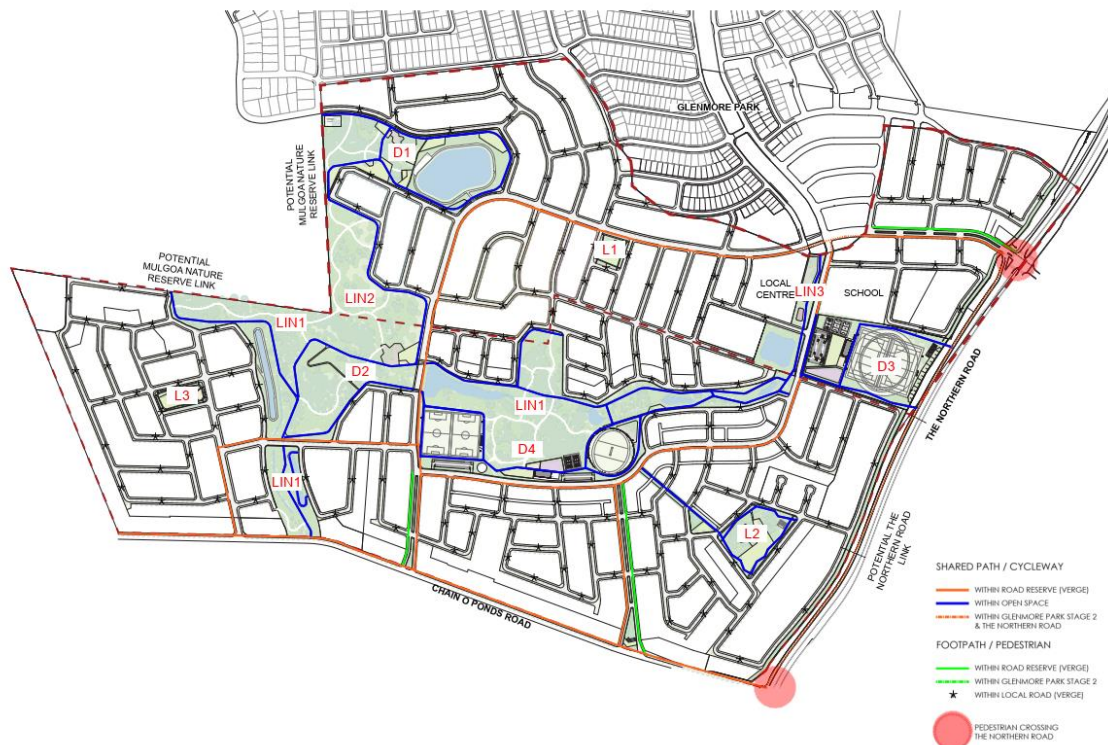 GLENMORE PARK
D1
POTENTIAL
MULGOA NATURE
RESERVE LINK
L1
POTENTIAL
MULGOA NATURE
RESERVE LINK
LIN2
LOCAL
CENTRE
LIN3
SCHOOL
LIN1
D2
D3
L3
LIN1
THE NORTHERN ROAD
D4
LIN1
L2
POTENTIAL THE
NORTHERN ROAD
LINK
CHAIN O PONDS ROAD
SHARED PATH / CYCLEWAY
WITHIN ROAD RESERVE (VERGE)
WITHIN OPEN SPACE
WITHIN GLENMORE PARK STAGE 2
& THE NORTHERN ROAD
FOOTPATH / PEDESTRIAN
WITHIN ROAD RESERVE (VERGE)
WITHIN GLENMORE PARK STAGE 2
WITHIN LOCAL ROAD (VERGE)
PEDESTRIAN CROSSING
THE NORTHERN ROAD